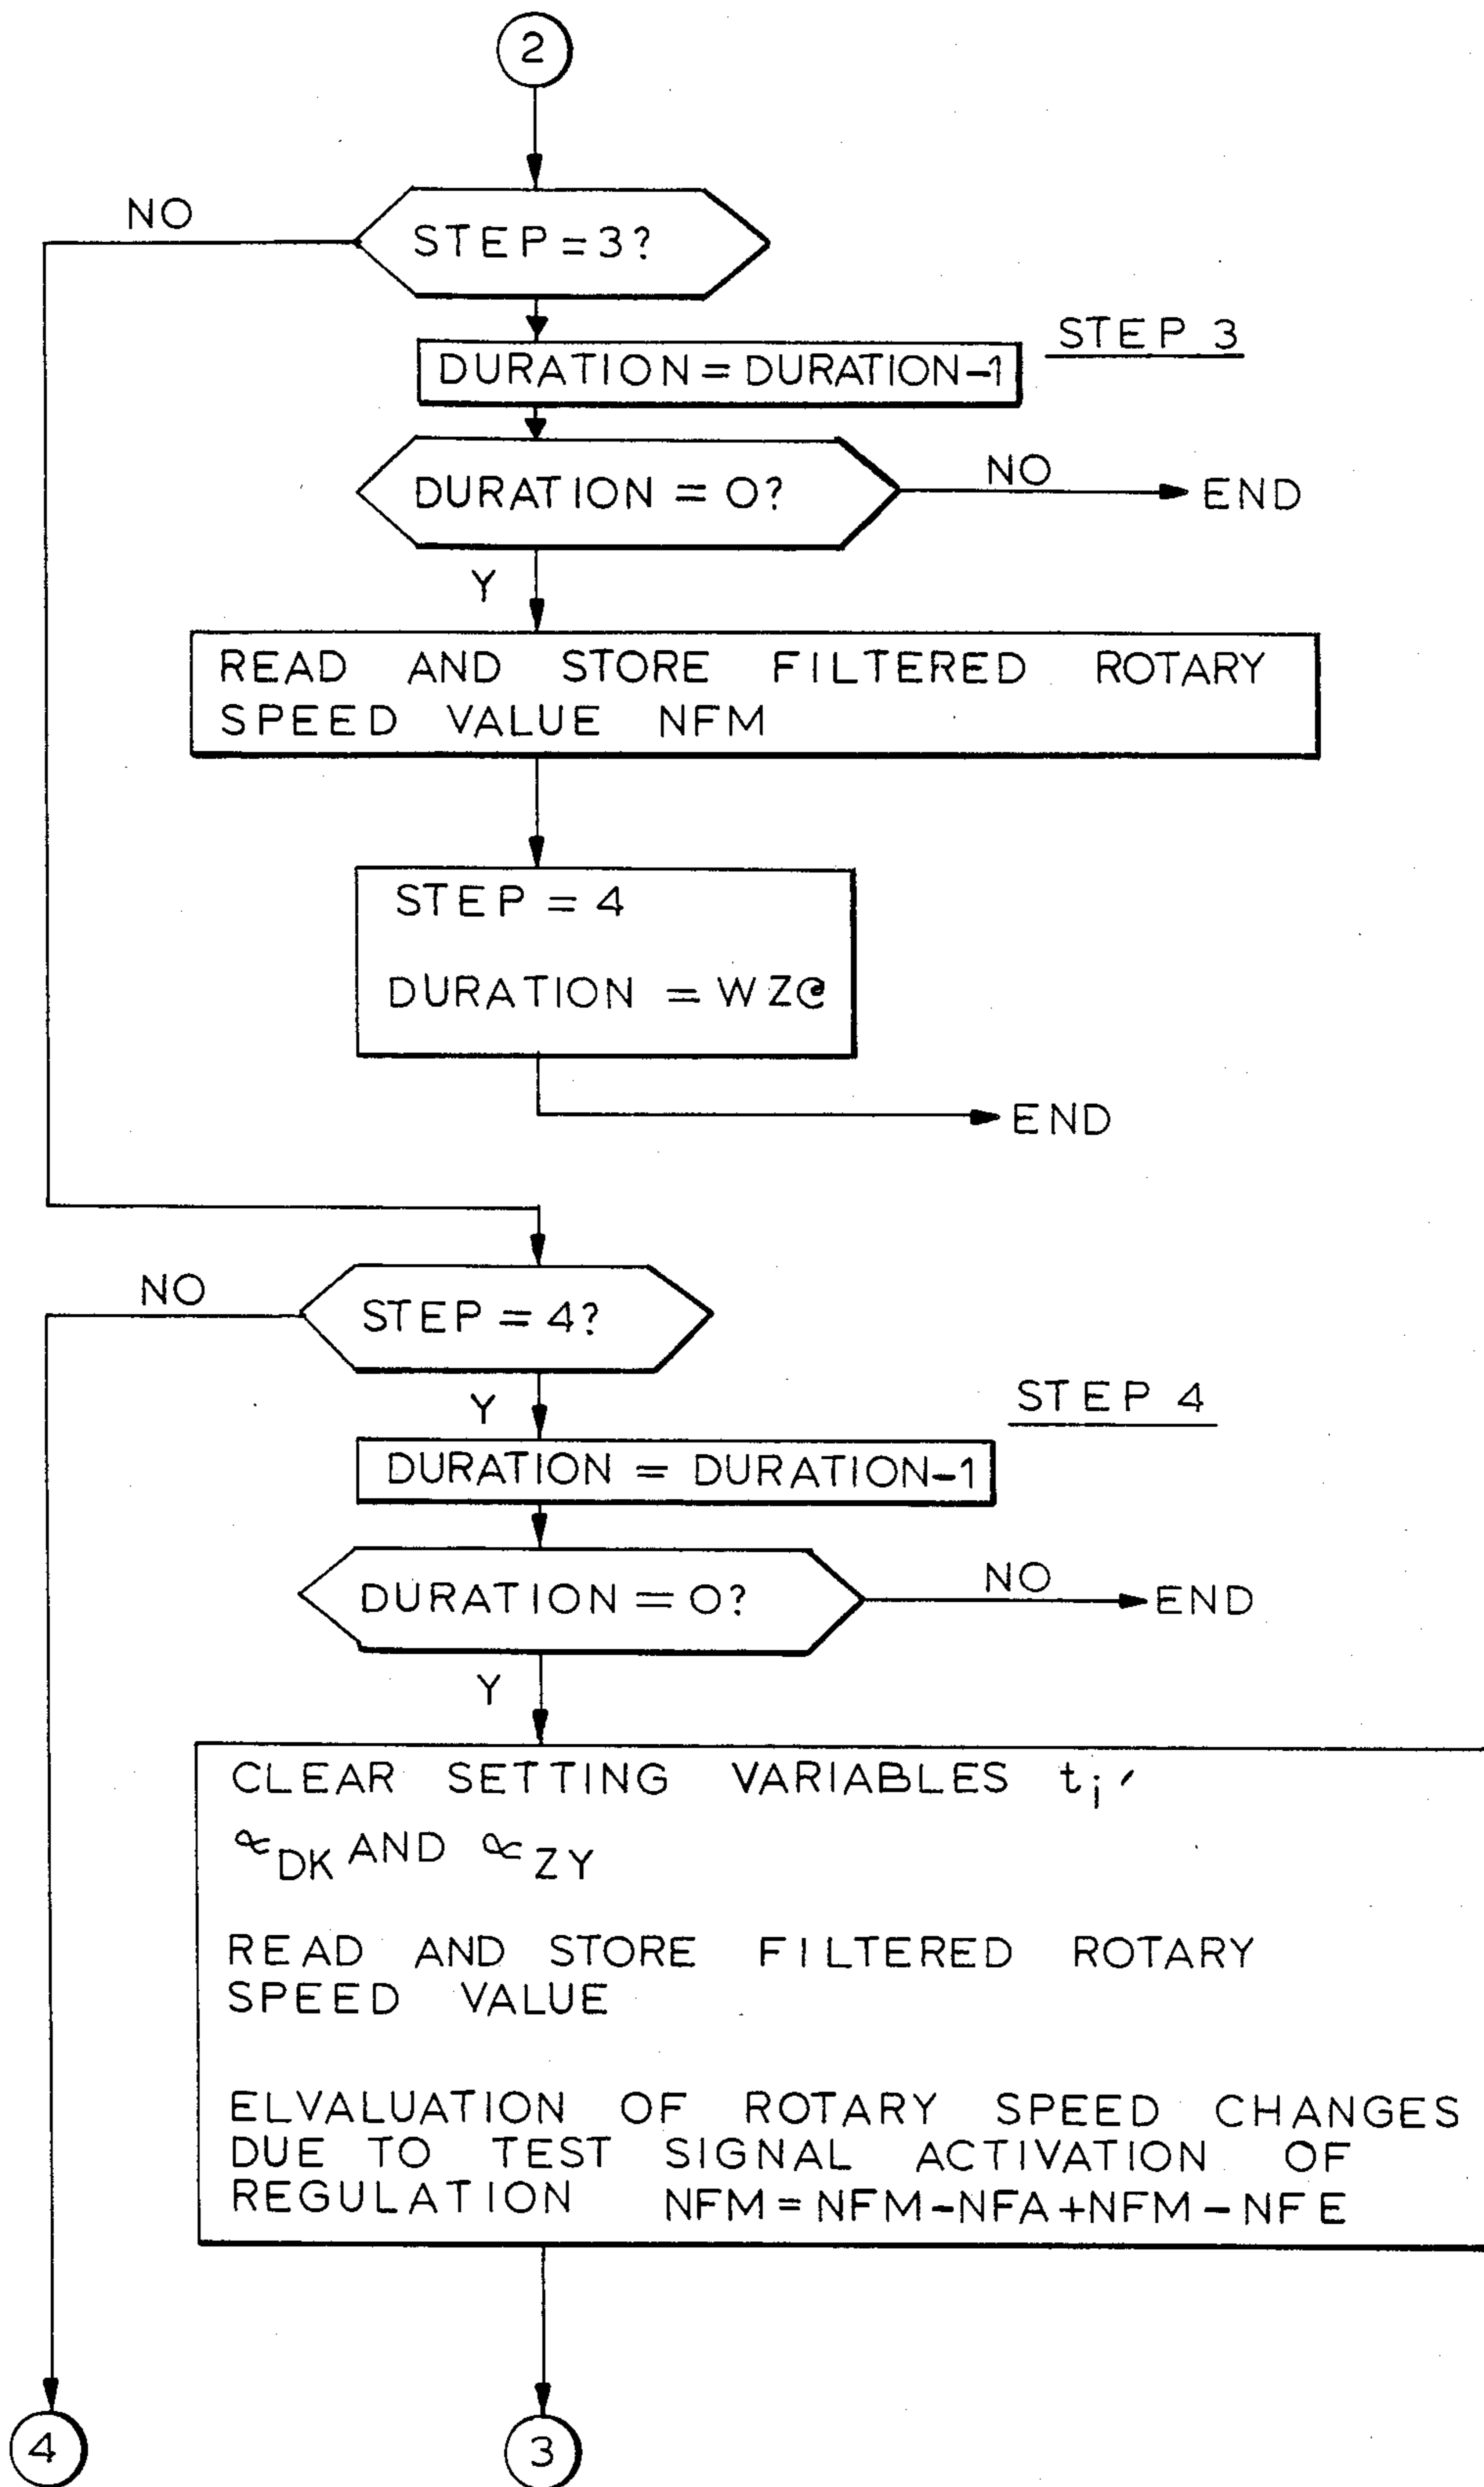 2
NO
STEP = 3?
STEP 3
DURATION = DURATION-1
DURATION = 0?
NO
END
Y
READ AND STORE FILTERED ROTARY
SPEED VALUE NFM
STEP = 4
DURATION = WZ@
END
NO
STEP = 4?
Y
STEP 4
DURATION = DURATION-1
DURATION = 0?
NO
END
Y
CLEAR SETTING VARIABLES ti,
∝DK AND ∝ZY
READ AND STORE FILTERED ROTARY
SPEED VALUE
ELVALUATION OF ROTARY SPEED CHANGES
DUE TO TEST SIGNAL ACTIVATION OF
REGULATION NFM = NFM-NFA+NFM-NFE
4
3